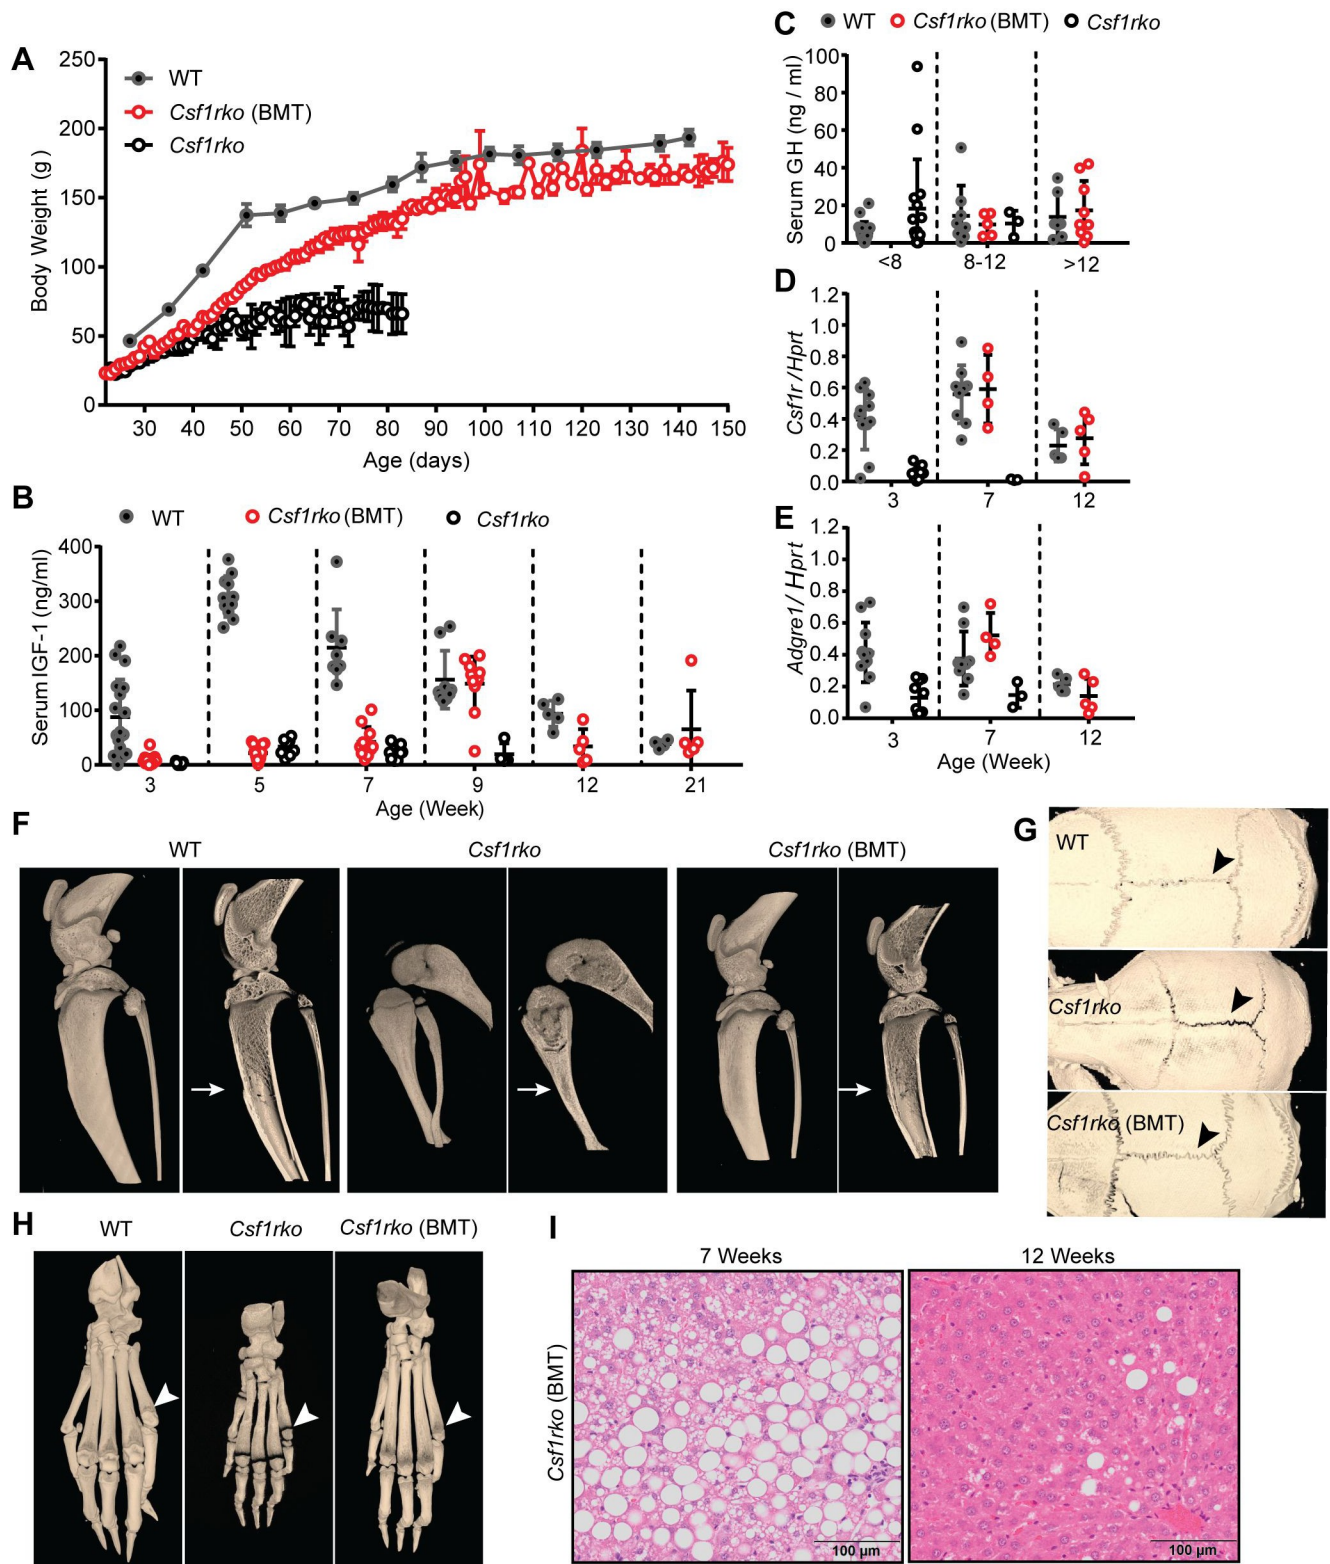 A
WT
Csf1rko (BMT)
Csf1rko
Body Weight (g)
250
200
150
100
50
0
30 40 50 60 70 80 90 100 110 120 130 140 150
Age (days)
B
WT Csf1rko (BMT) Csf1rko
Serum IGF-1 (ng/ml)
400
300
200
100
0
3 5 7 9 12 21
Age (Week)
C
WT Csf1rko (BMT) Csf1rko
Serum GH (ng / ml)
100
80
60
40
20
0
<8 8-12 >12
D
Csf1r /Hprt
1.2
1.0
0.8
0.6
0.4
0.2
0.0
3 7 12
E
Adgre1/ Hprt
1.2
1.0
0.8
0.6
0.4
0.2
0.0
3 7 12
Age (Week)
F
WT Csf1rko Csf1rko (BMT)
G
WT
Csf1rko
Csf1rko (BMT)
H
WT Csf1rko Csf1rko (BMT)
I
7 Weeks 12 Weeks
Csf1rko (BMT)
100 µm 100 µm